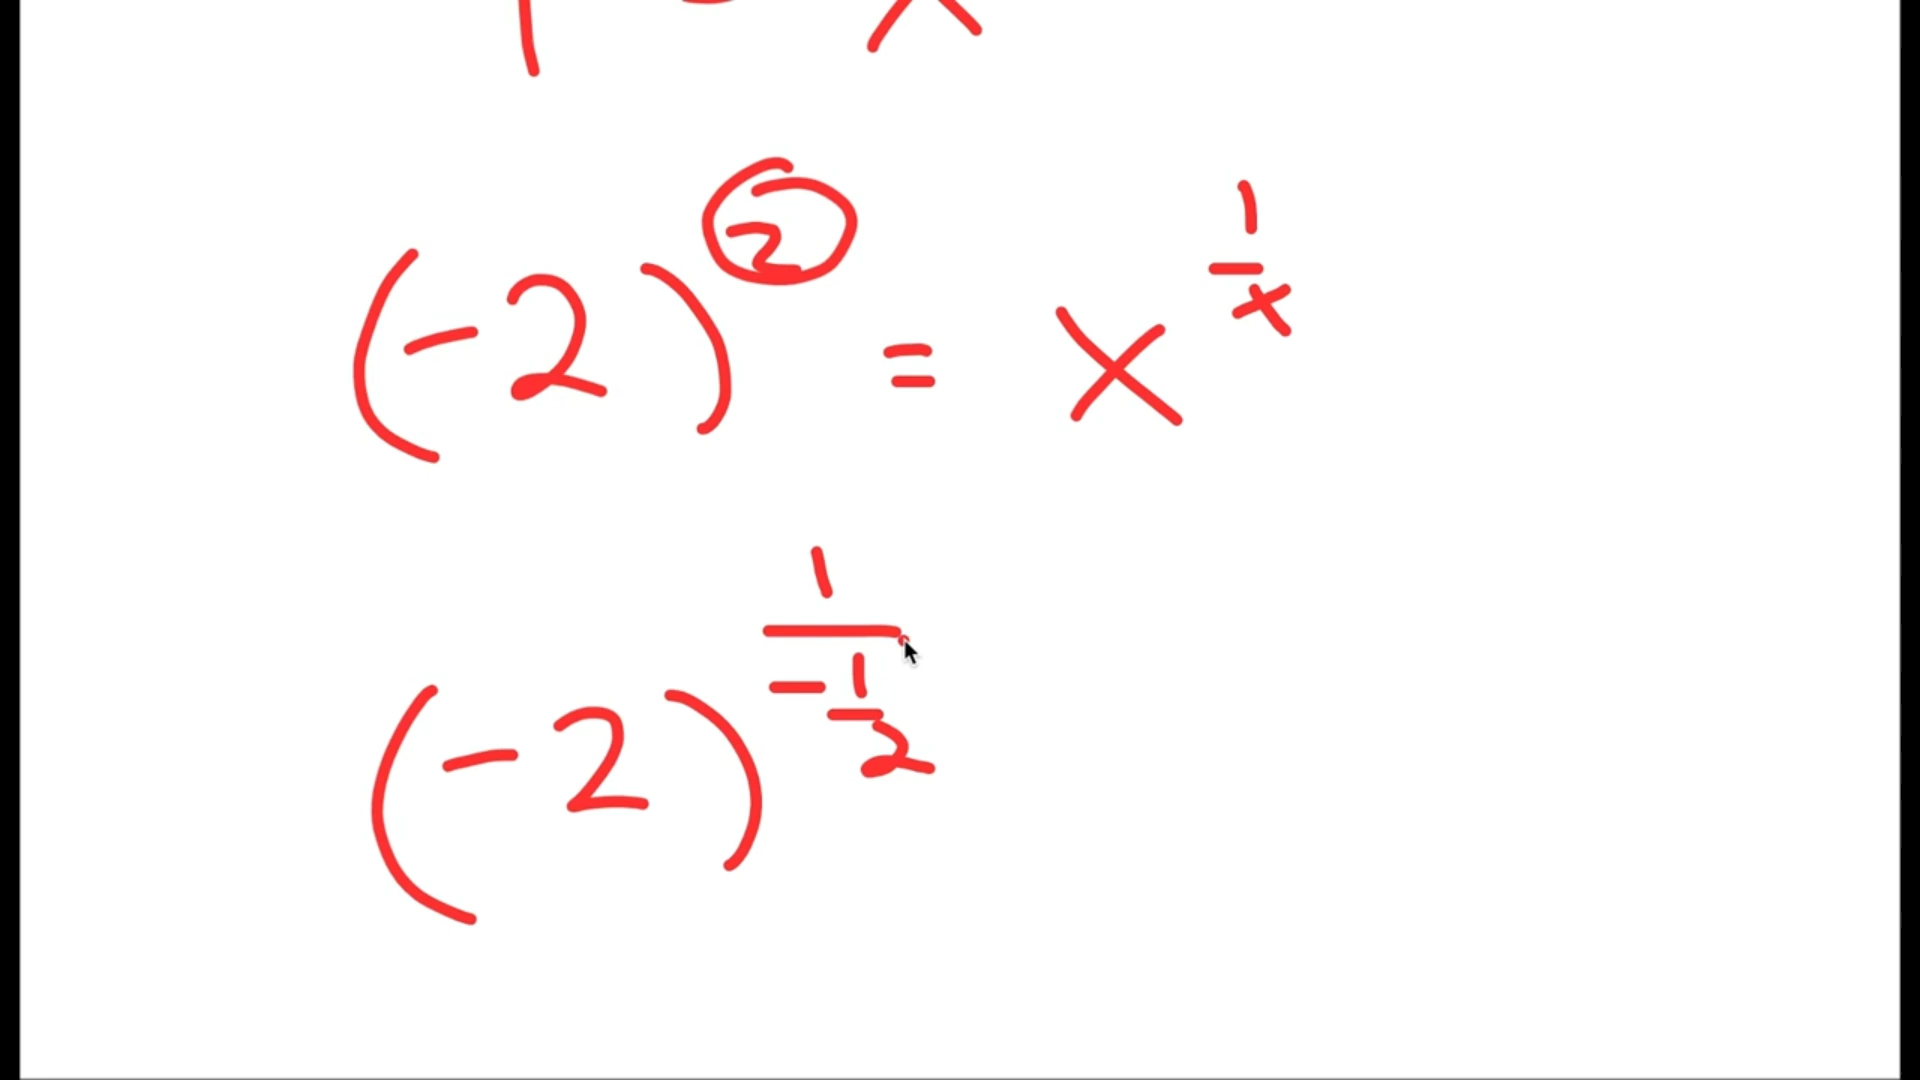 (-2)^2 = x^(1/x)
(-2)^(1/(-1/2))